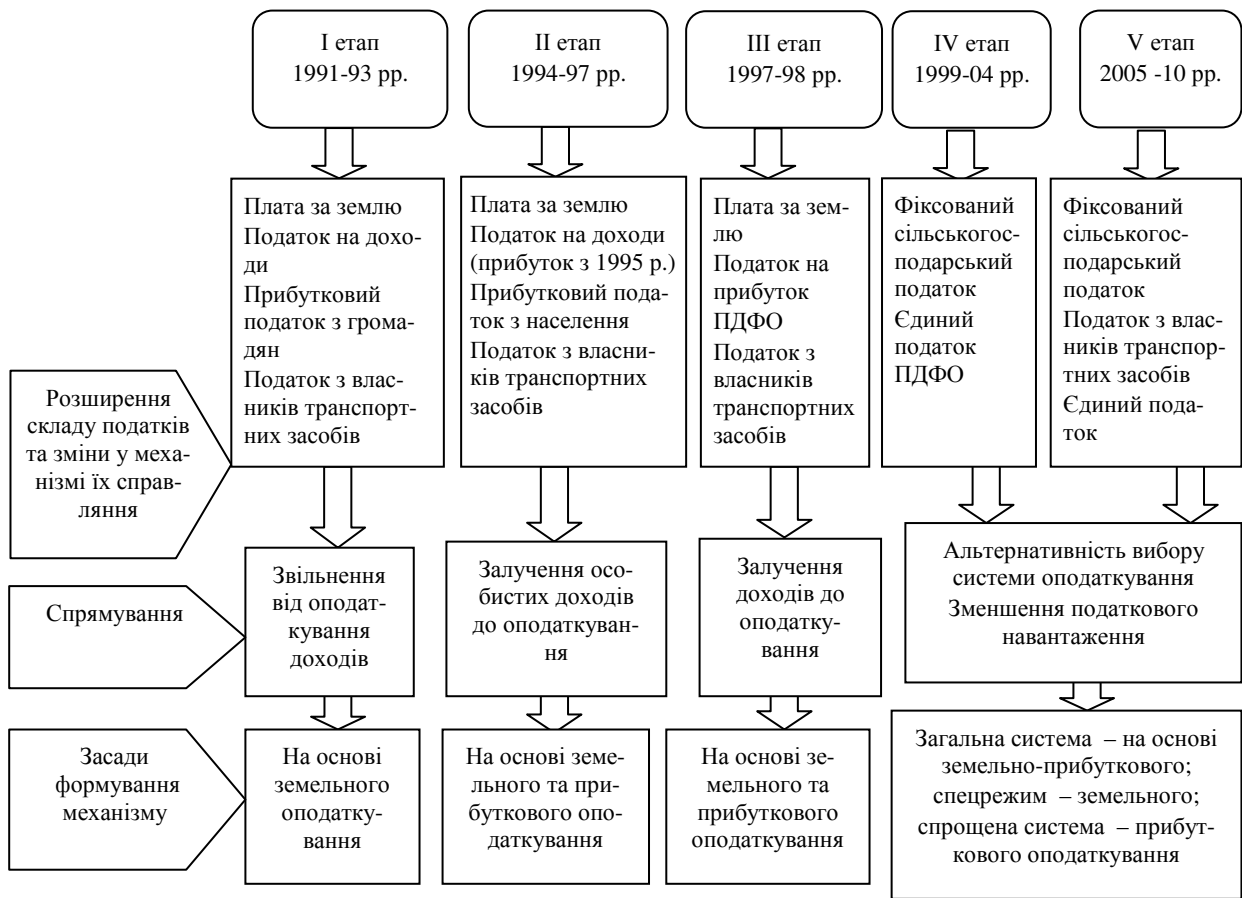 I етап
1991-93 рр.
II етап
1994-97 рр.
III етап
1997-98 рр.
IV етап
1999-04 рр.
V етап
2005 -10 рр.
Розширення
складу податків
та зміни у меха-
нізмі їх справ-
ляння
Плата за землю
Податок на дохо-
ди
Прибутковий
податок з грома-
дян
Податок з влас-
ників транспорт-
них засобів
Плата за землю
Податок на доходи
(прибуток з 1995 р.)
Прибутковий пода-
ток з населення
Податок з власни-
ків транспортних
засобів
Плата за зем-
лю
Податок на
прибуток
ПДФО
Податок з
власників
транспортних
засобів
Фіксований
сільськогос-
подарський
податок
Єдиний
податок
ПДФО
Фіксований
сільськогос-
подарський
податок
Податок з влас-
ників транспор-
тних засобів
Єдиний пода-
ток
Спрямування
Звільнення
від оподат-
кування
доходів
Залучення осо-
бистих доходів
до оподаткуван-
ня
Залучення
доходів до
оподатку-
вання
Альтернативність вибору
системи оподаткування
Зменшення податкового
навантаження
Засади
формування
механізму
На основі
земельного
оподатку-
вання
На основі земе-
льного та при-
буткового опо-
даткування
На основі зе-
мельного та
прибуткового
оподаткування
Загальна система – на основі
земельно-прибуткового;
спецрежим – земельного;
спрощена система – прибут-
кового оподаткування